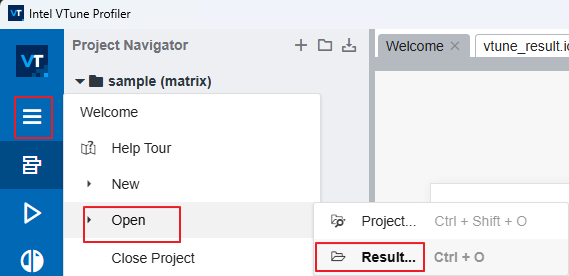 Intel VTune Profiler
VT
Project Navigator
Welcome
vtune_result.i
sample (matrix)
Welcome
Help Tour
New
Open
Project... Ctrl + Shift + O
Result... Ctrl + O
Close Project